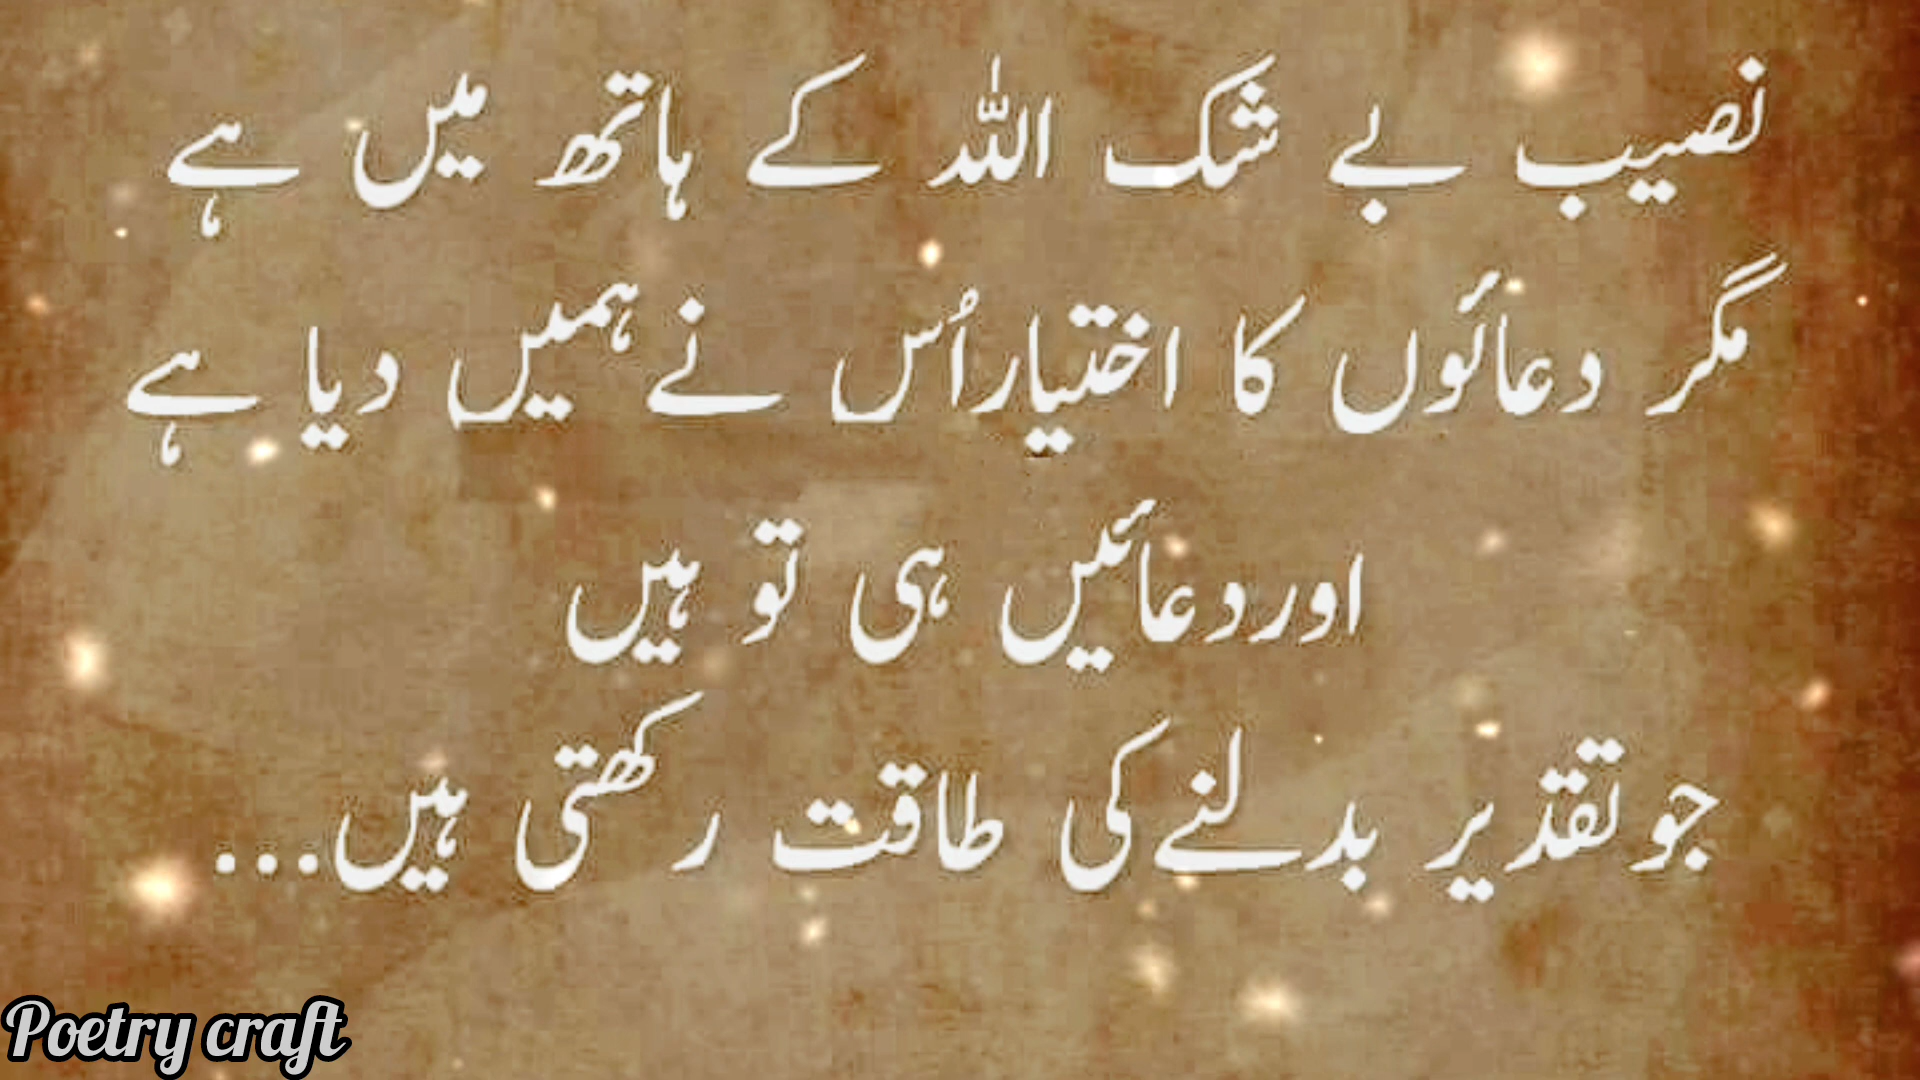 نصیب بے شک اللہ کے ہاتھ میں ہے
مگر دعائوں کا اختیار اُس نے ہمیں دیا ہے
اور دعائیں ہی تو ہیں
جو تقدیر بدلنے کی طاقت رکھتی ہیں...
Poetry craft